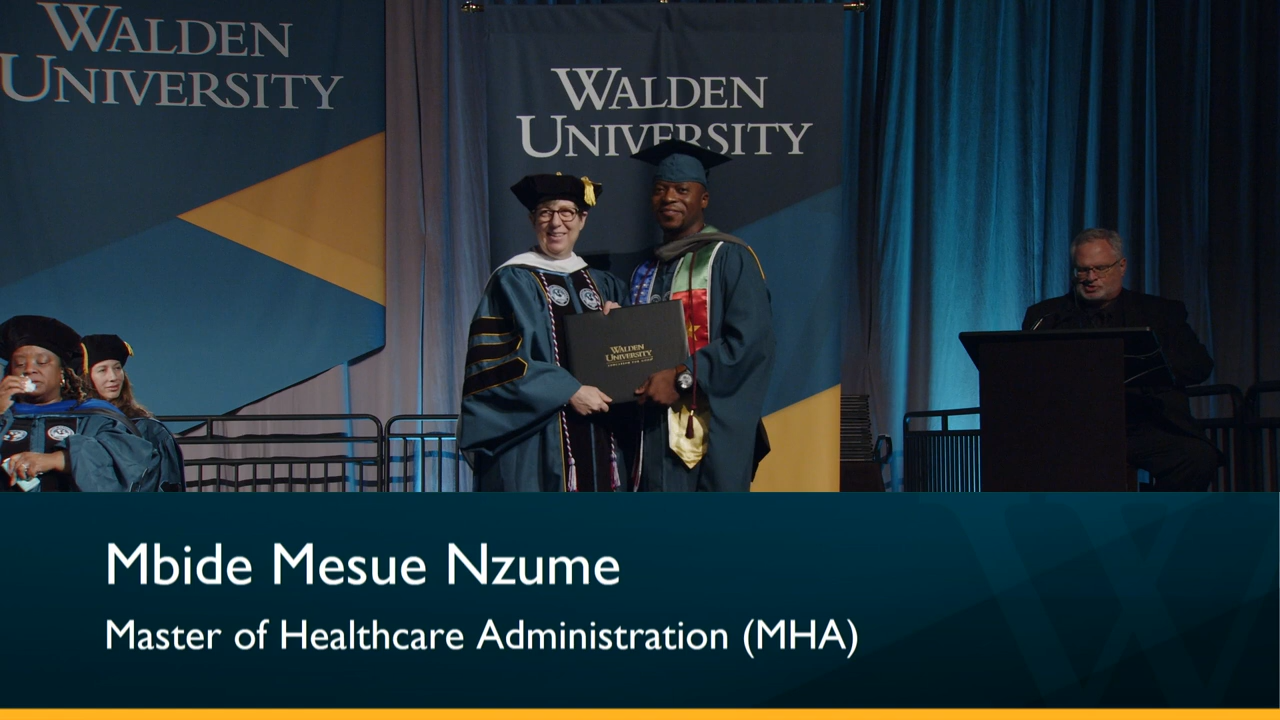 WALDEN
UNIVERSITY
WALDEN
UNIVERSITY
WALDEN
UNIVERSITY
Mbide Mesue Nzume
Master of Healthcare Administration (MHA)